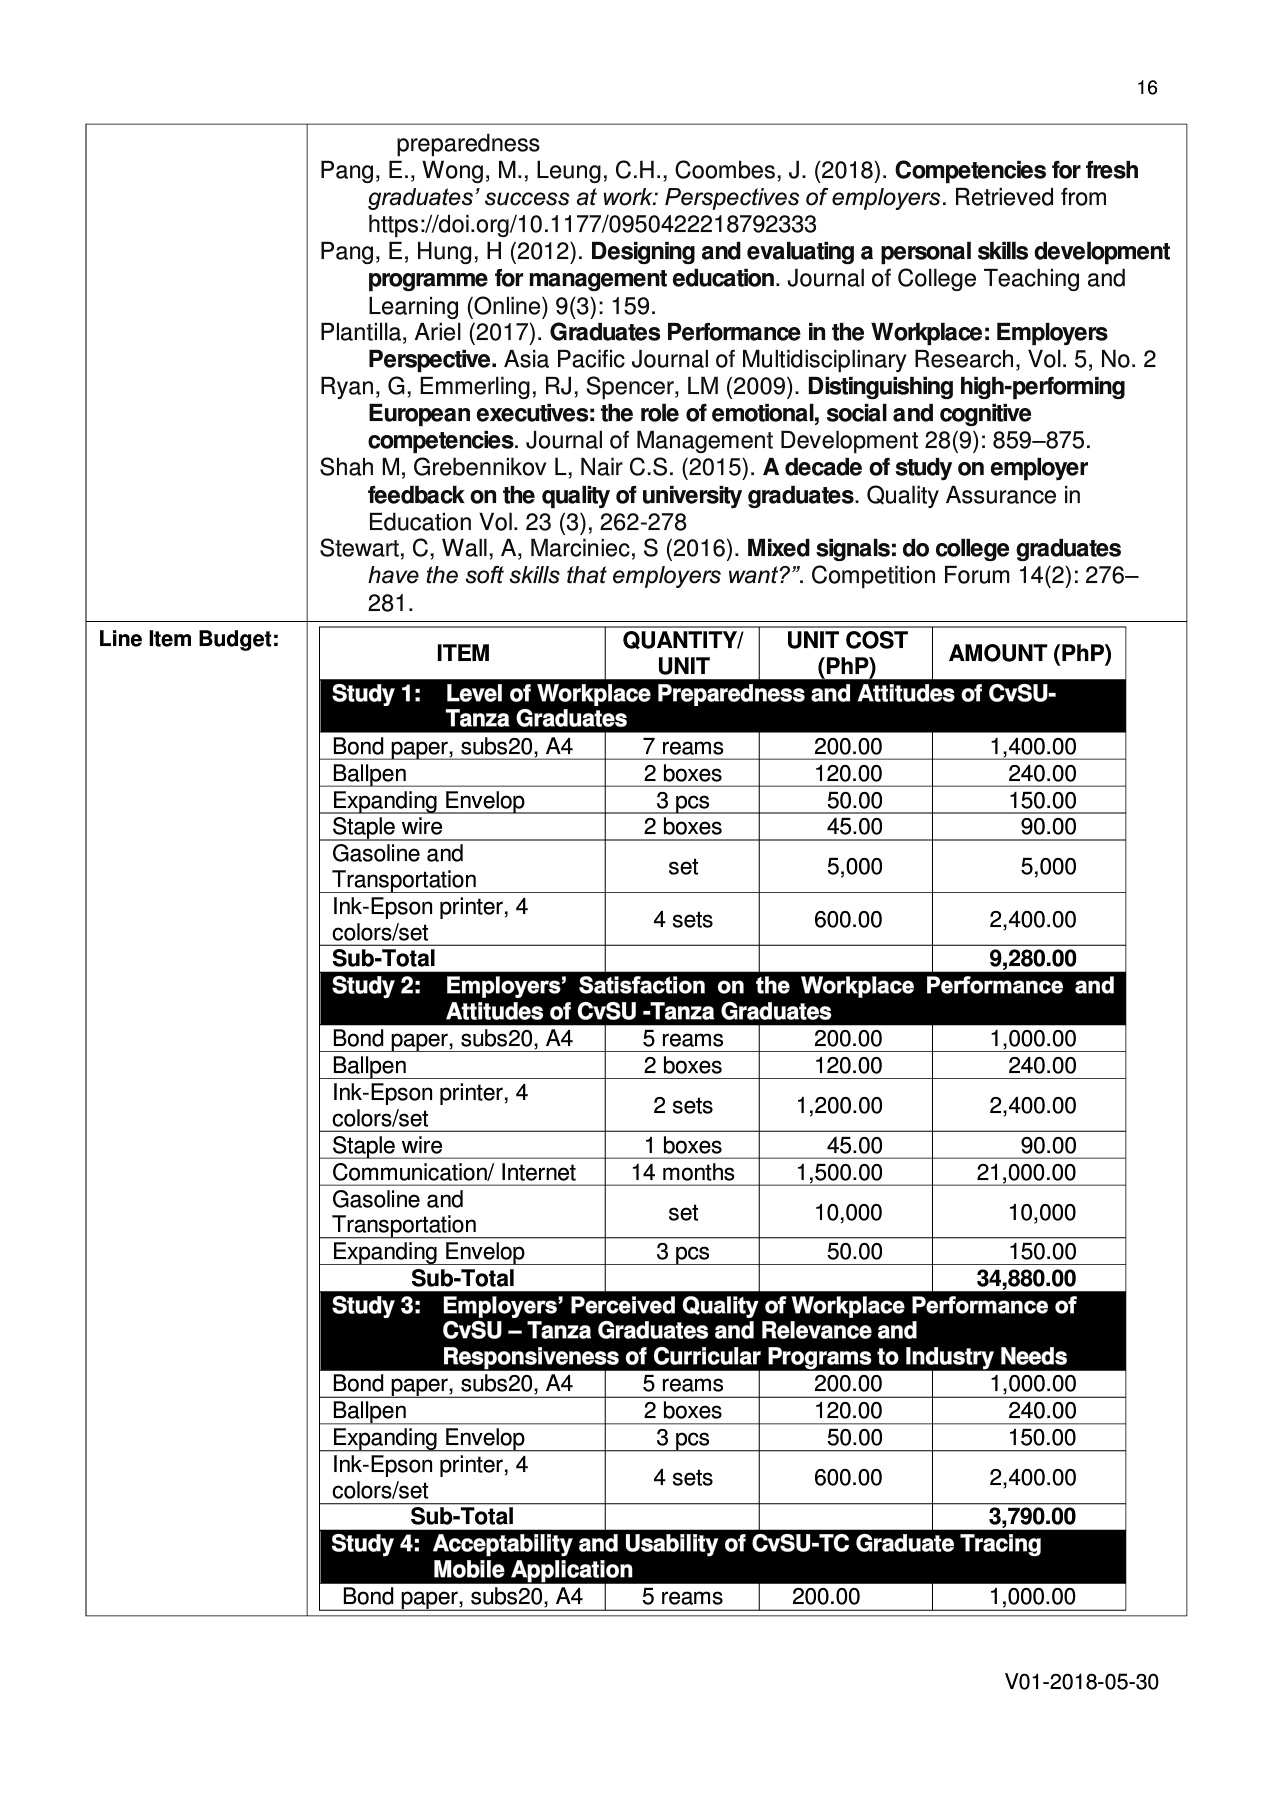 16
preparedness
Pang, E., Wong, M., Leung, C.H., Coombes, J. (2018). Competencies for fresh
graduates’ success at work: Perspectives of employers. Retrieved from
https://doi.org/10.1177/0950422218792333
Pang, E, Hung, H (2012). Designing and evaluating a personal skills development
programme for management education. Journal of College Teaching and
Learning (Online) 9(3): 159.
Plantilla, Ariel (2017). Graduates Performance in the Workplace: Employers
Perspective. Asia Pacific Journal of Multidisciplinary Research, Vol. 5, No. 2
Ryan, G, Emmerling, RJ, Spencer, LM (2009). Distinguishing high-performing
European executives: the role of emotional, social and cognitive
competencies. Journal of Management Development 28(9): 859–875.
Shah M, Grebennikov L, Nair C.S. (2015). A decade of study on employer
feedback on the quality of university graduates. Quality Assurance in
Education Vol. 23 (3), 262-278
Stewart, C, Wall, A, Marciniec, S (2016). Mixed signals: do college graduates
have the soft skills that employers want?”. Competition Forum 14(2): 276–
281.
Line Item Budget:
ITEM QUANTITY/ UNIT COST AMOUNT (PhP)
UNIT (PhP)
Study 1: Level of Workplace Preparedness and Attitudes of CvSU-
Tanza Graduates
Bond paper, subs20, A4 7 reams 200.00 1,400.00
Ballpen 2 boxes 120.00 240.00
Expanding Envelop 3 pcs 50.00 150.00
Staple wire 2 boxes 45.00 90.00
Gasoline and
Transportation set 5,000 5,000
Ink-Epson printer, 4
colors/set 4 sets 600.00 2,400.00
Sub-Total 9,280.00
Study 2: Employers’ Satisfaction on the Workplace Performance and
Attitudes of CvSU -Tanza Graduates
Bond paper, subs20, A4 5 reams 200.00 1,000.00
Ballpen 2 boxes 120.00 240.00
Ink-Epson printer, 4
colors/set 2 sets 1,200.00 2,400.00
Staple wire 1 boxes 45.00 90.00
Communication/ Internet 14 months 1,500.00 21,000.00
Gasoline and
Transportation set 10,000 10,000
Expanding Envelop 3 pcs 50.00 150.00
Sub-Total 34,880.00
Study 3: Employers’ Perceived Quality of Workplace Performance of
CvSU – Tanza Graduates and Relevance and
Responsiveness of Curricular Programs to Industry Needs
Bond paper, subs20, A4 5 reams 200.00 1,000.00
Ballpen 2 boxes 120.00 240.00
Expanding Envelop 3 pcs 50.00 150.00
Ink-Epson printer, 4
colors/set 4 sets 600.00 2,400.00
Sub-Total 3,790.00
Study 4: Acceptability and Usability of CvSU-TC Graduate Tracing
Mobile Application
Bond paper, subs20, A4 5 reams 200.00 1,000.00
V01-2018-05-30